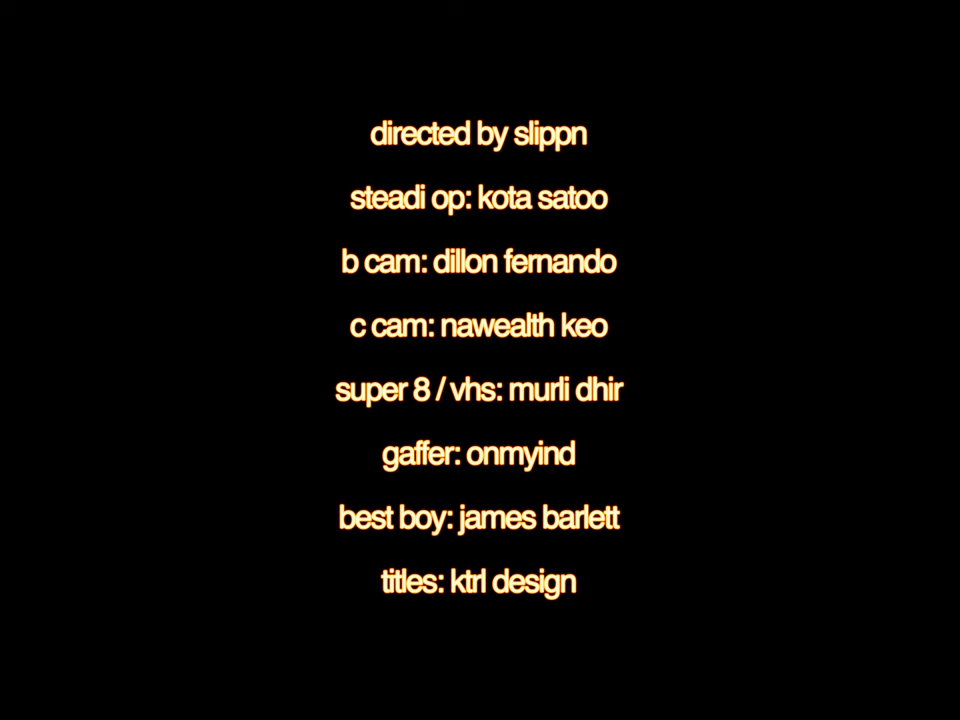 directed by slippn
steadi op: kota satoo
b cam: dillon fernando
c cam: nawealth keo
super 8 / vhs: murli dhir
gaffer: onmyind
best boy: james barlett
titles: ktrl design